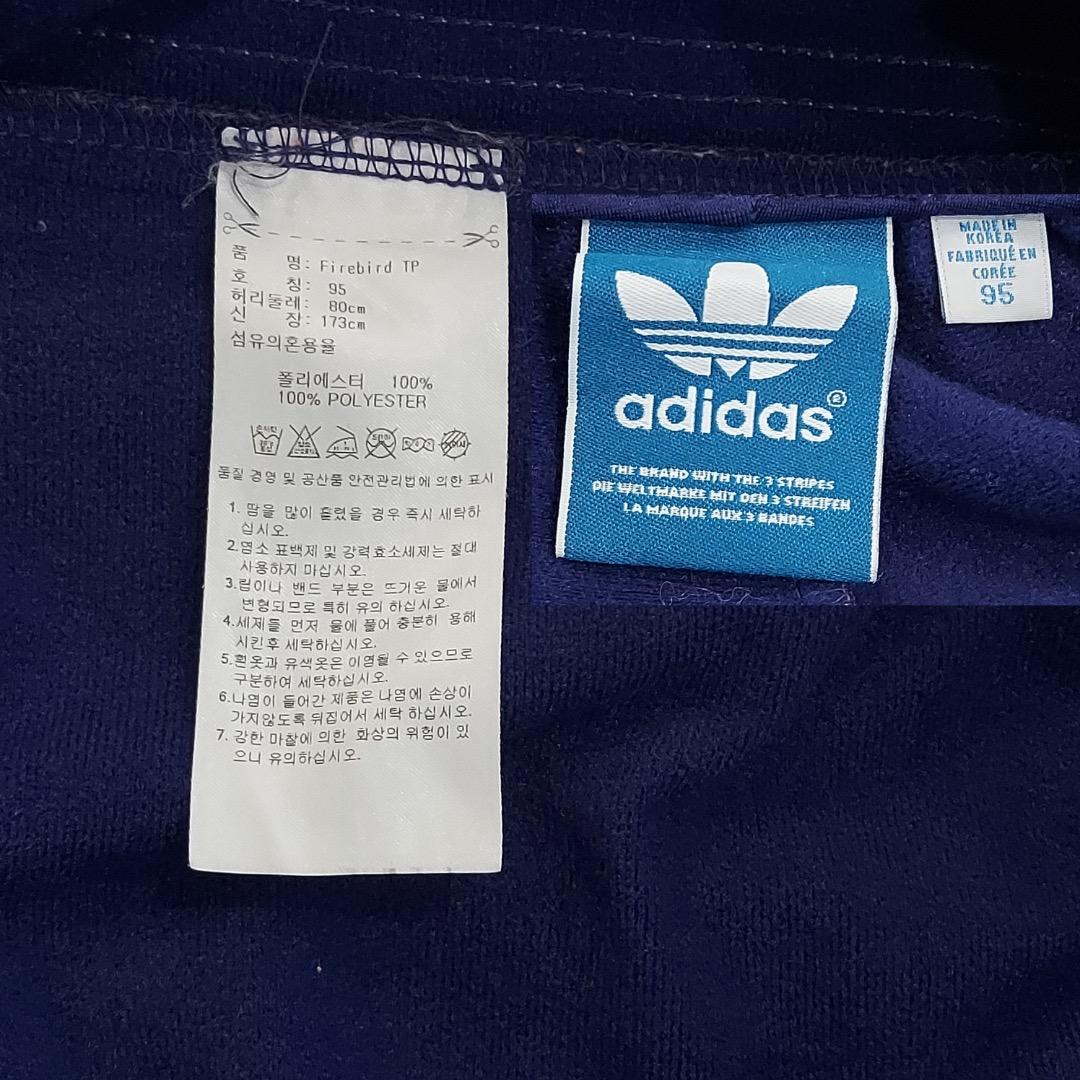 품 명: Firebird TP
호 칭: 95
허리둘레: 80cm
신 장: 173cm
섬유의혼용율
폴리에스터 100%
100% POLYESTER
품질 경영 및 공산품 안전관리법에 의한 표시
1. 땀을 많이 흘렸을 경우 즉시 세탁하
십시오.
2.염소 표백제 및 강력효소세제는 절대
사용하지 마십시오.
3.립이나 밴드 부분은 뜨거운 물에서
변형되므로 특히 유의 하십시오.
4.세제를 먼저 물에 풀어 충분히 용해
시킨후 세탁하십시오.
5.흰옷과 유색옷은 이염될 수 있으므로
구분하여 세탁하십시오.
6.나염이 들어간 제품은 나염에 손상이
가지않도록 뒤집어서 세탁 하십시오.
7. 강한 마찰에 의한 화상의 위험이 있
으니 유의하십시오.
adidas®
THE BRAND WITH THE 3 STRIPES
DIE WELTMARKE MIT DEN 3 STREIFEN
LA MARQUE AUX 3 BANDES
MADE IN
KOREA
FABRIQUÉ EN
CORÉE
95